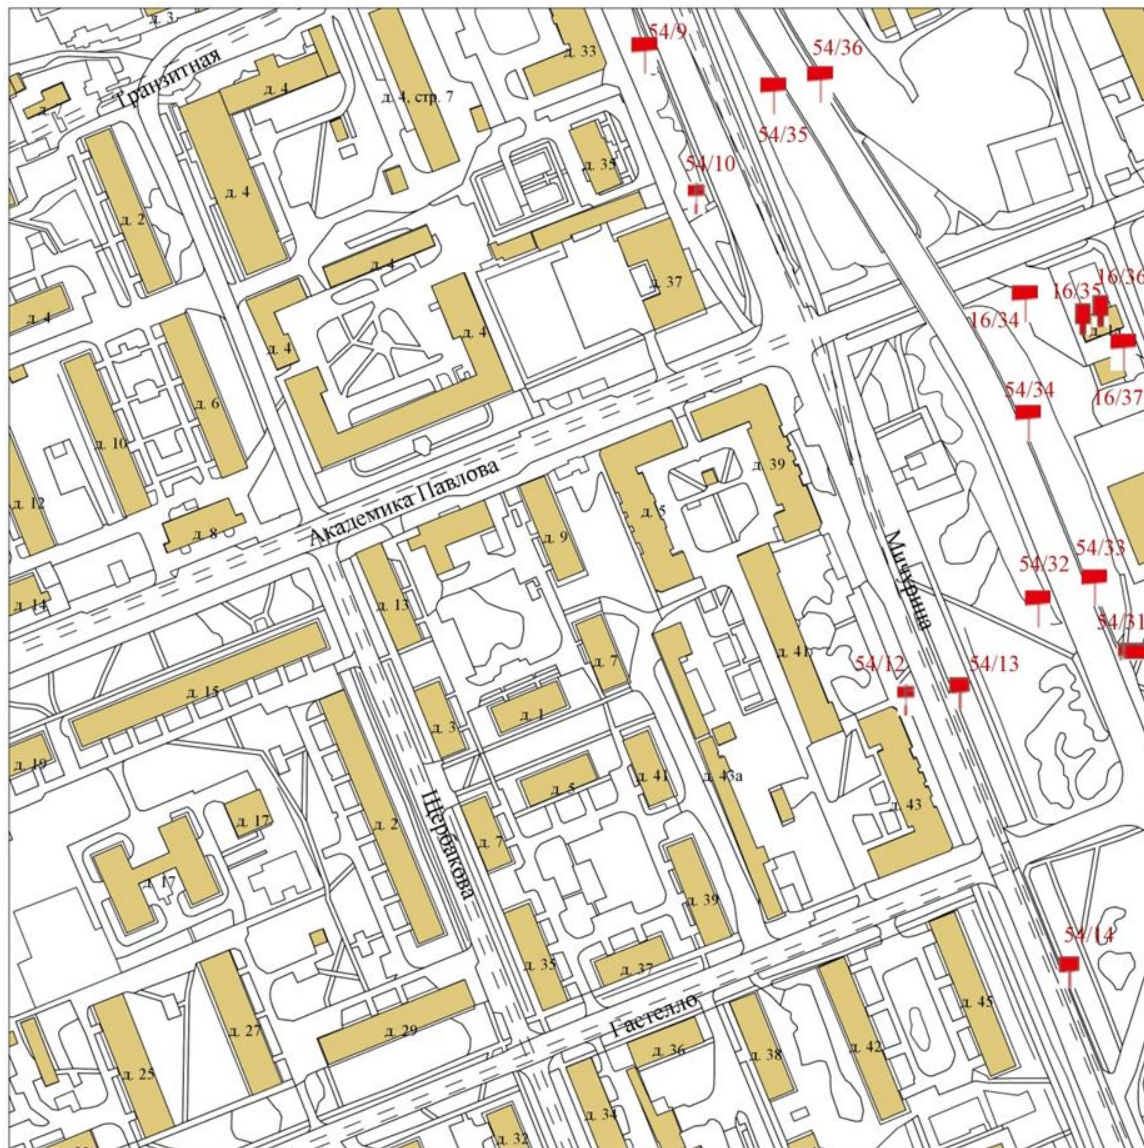 д. 3
54/9
д. 33
54/36
Транзитная
д. 4
д. 4, стр. 7
54/35
д. 35
54/10
д. 4
д. 2
д. 4
16/36
16/35
д. 37
д. 4
16/34
д. 4
д. 4
16/37
д. 6
54/34
д. 10
д. 39
Академика Павлова
д. 5
д. 12
д. 8
д. 9
Мичурина
54/33
54/32
д. 14
д. 13
54/31
д. 7
д. 41
54/12
54/13
д. 15
д. 3
д. 1
д. 19
д. 41
д. 43а
д. 5
Щербакова
д. 17
д. 2
д. 43
д. 7
д. 17
д. 39
54/14
д. 35
д. 37
Гастелло
д. 45
д. 27
д. 29
д. 42
д. 36
д. 38
д. 25
д. 34
д. 32